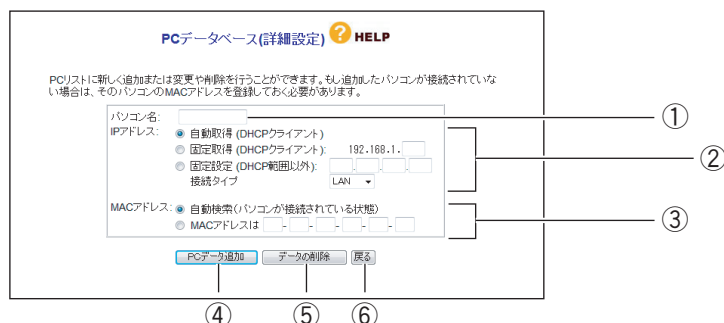 PCデータベース(詳細設定) ? HELP
PCリストに新しく追加または変更や削除を行うことができます。もし追加したパソコンが接続されていな
い場合は、そのパソコンのMACアドレスを登録しておく必要があります。
パソコン名: ①
IPアドレス: 自動取得 (DHCPクライアント)
固定取得 (DHCPクライアント): 192.168.1.
固定設定 (DHCP範囲以外): . . .
接続タイプ LAN
②
MACアドレス: 自動検索(パソコンが接続されている状態)
MACアドレスは - - - - -
③
PCデータ追加 データの削除 戻る
④ ⑤ ⑥